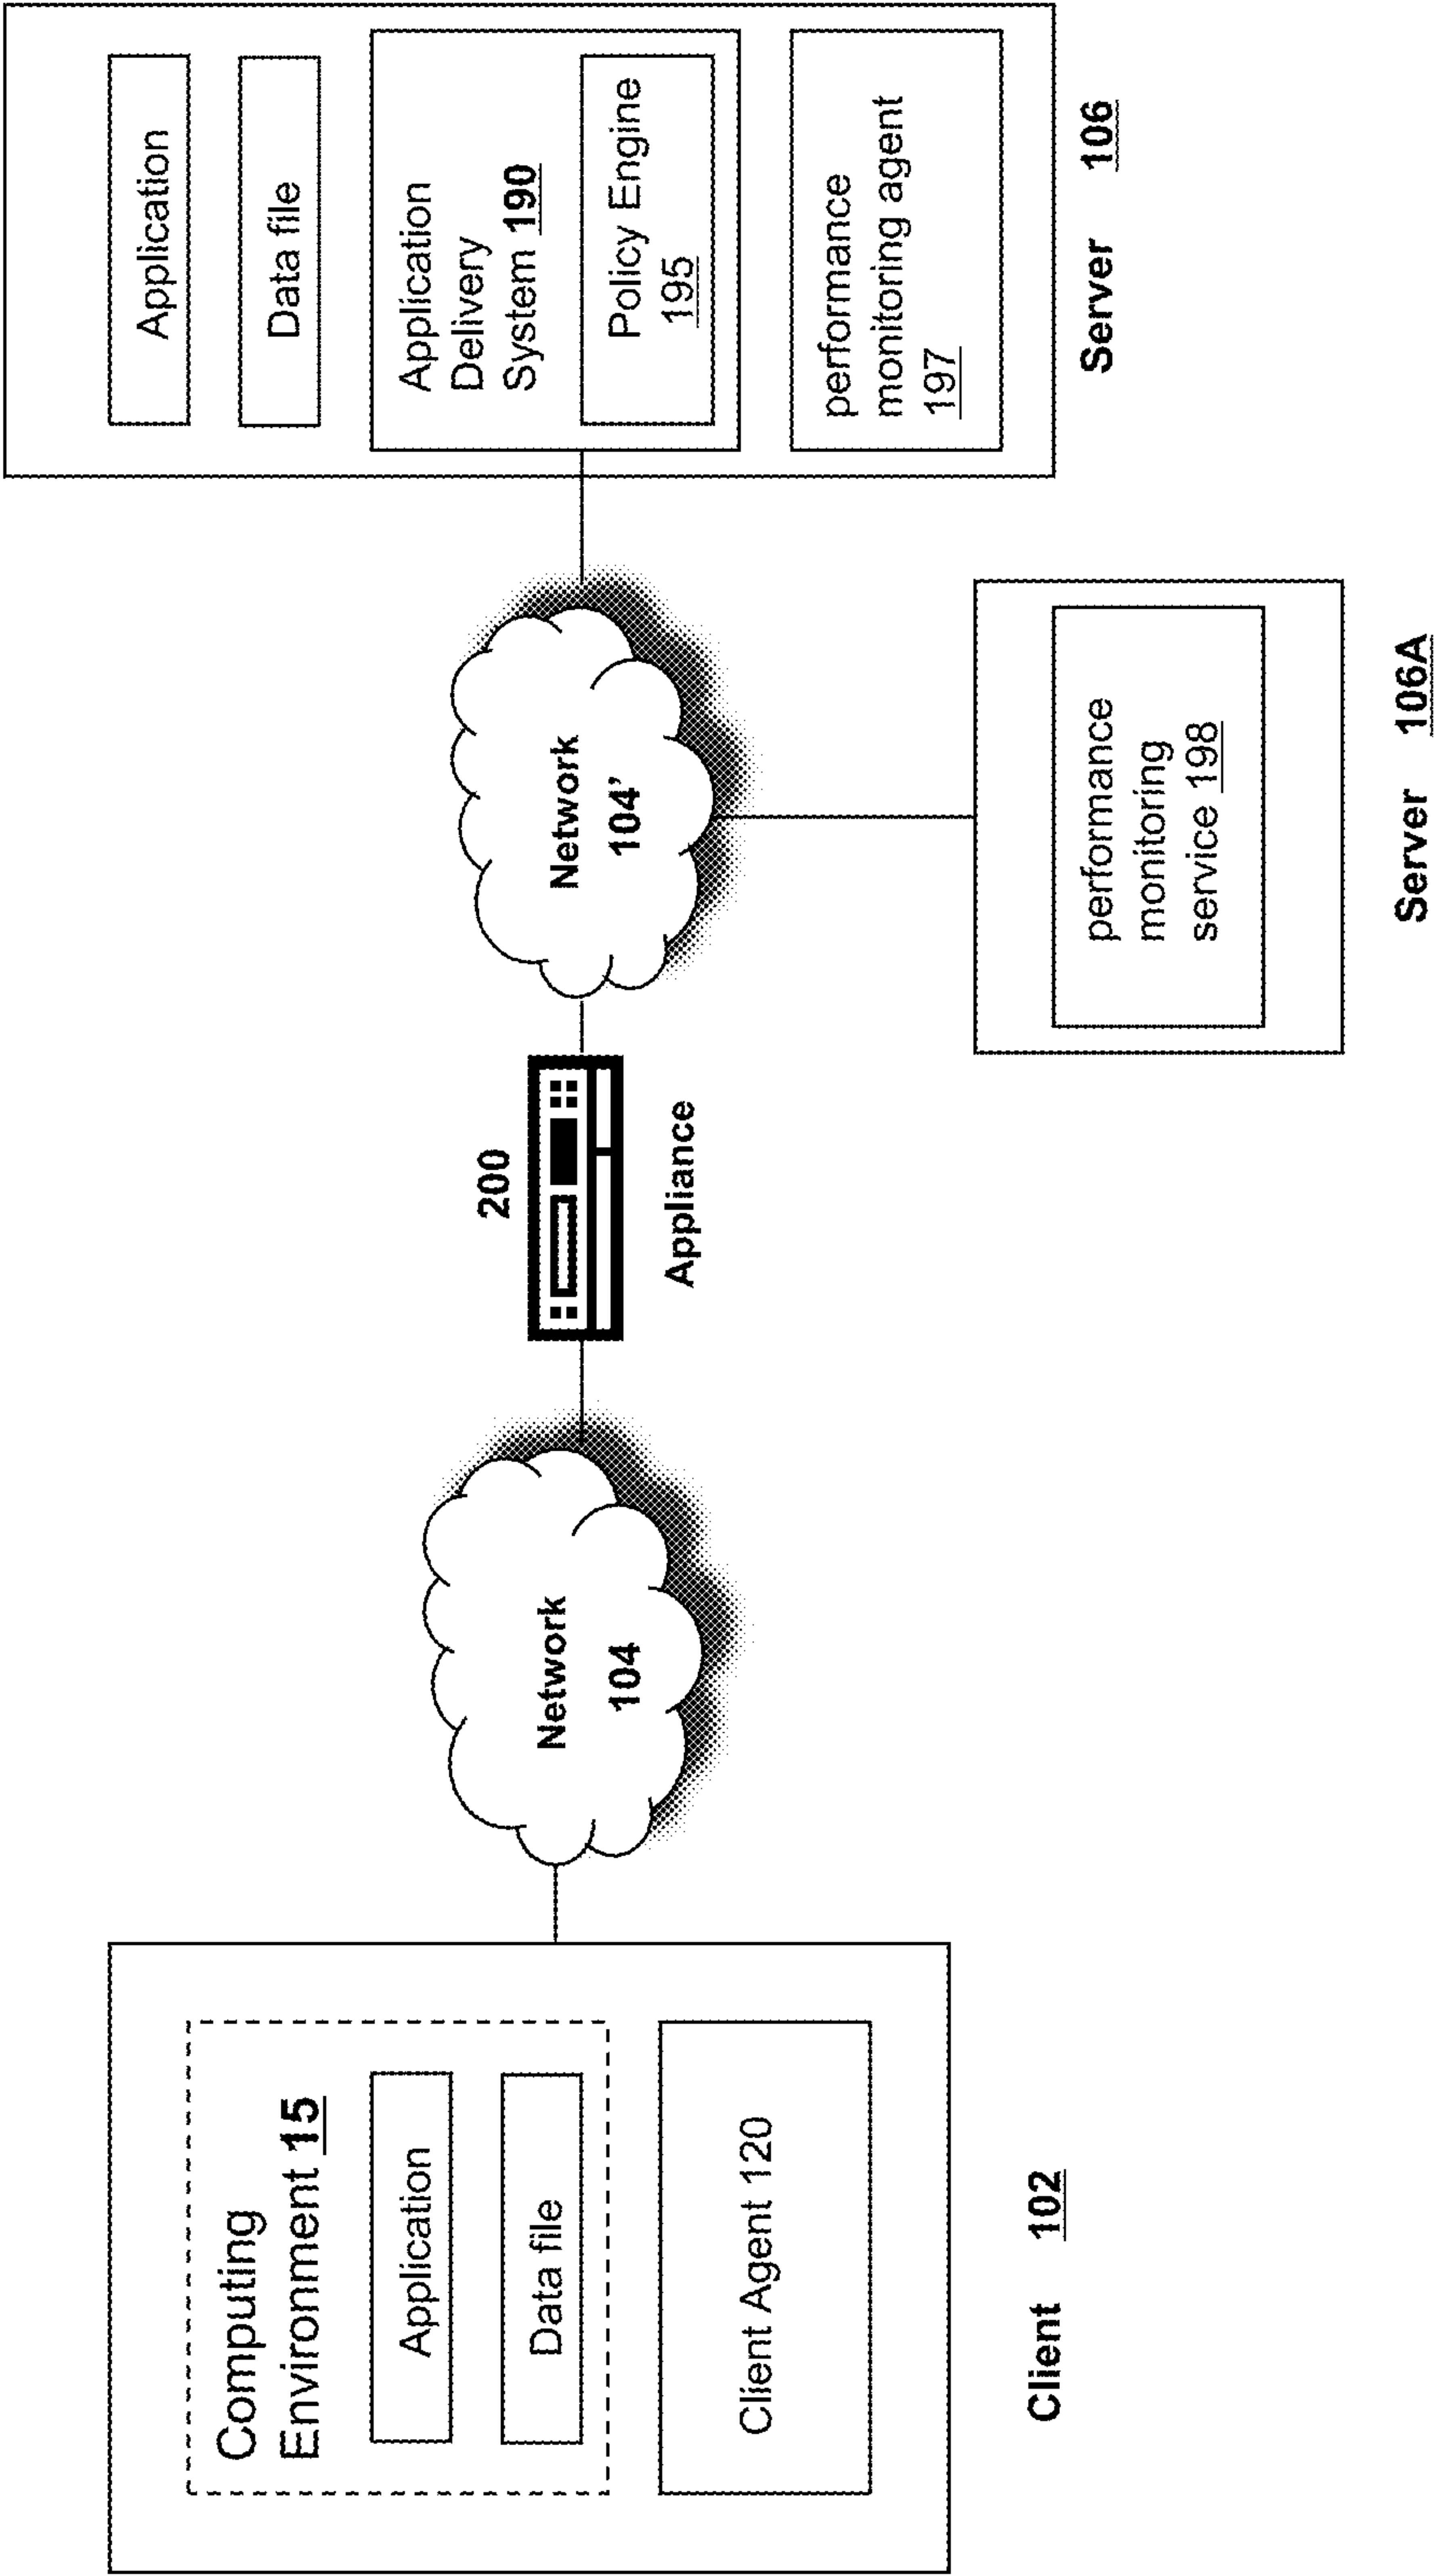 Computing
Environment 15
Application
Data file
Client Agent 120
Client 102
Network
104
200
Appliance
Network
104’
performance
monitoring
service 198
Server 106A
Application
Data file
Application
Delivery
System 190
Policy Engine
195
performance
monitoring agent
197
Server 106